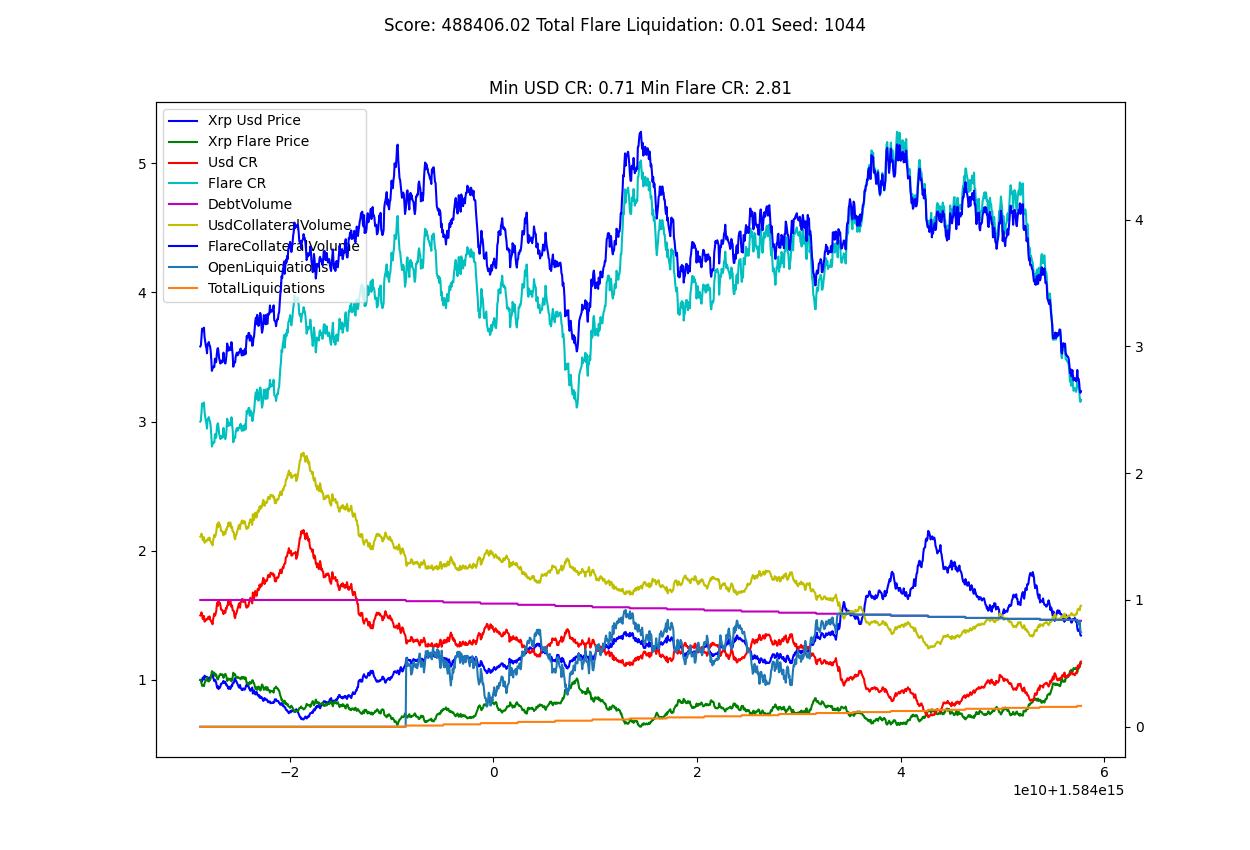 Score: 488406.02 Total Flare Liquidation: 0.01 Seed: 1044
Min USD CR: 0.71 Min Flare CR: 2.81
Xrp Usd Price
Xrp Flare Price
Usd CR
Flare CR
DebtVolume
UsdCollateralVolume
FlareCollateralVolume
OpenLiquidations
TotalLiquidations
5
4
3
2
1
4
3
2
1
0
−2
0
2
4
6
1e10+1.584e15